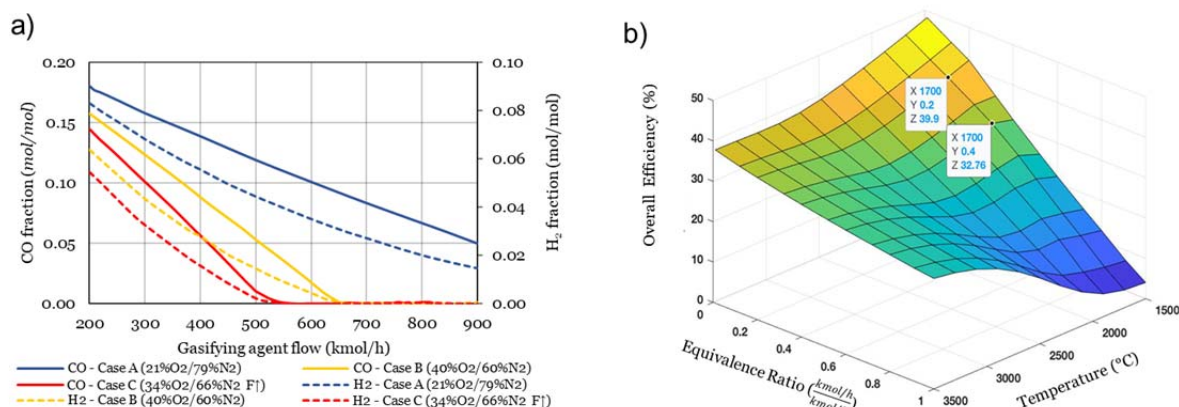 a)
CO fraction (mol/mol)
0.20
0.15
0.10
0.05
0.00
H2 fraction (mol/mol)
0.10
0.08
0.06
0.04
0.02
0.00
200 300 400 500 600 700 800 900
Gasifying agent flow (kmol/h)
CO - Case A (21%O2/79%N2) CO - Case B (40%O2/60%N2)
CO - Case C (34%O2/66%N2 F↑) H2 - Case A (21%O2/79%N2)
H2 - Case B (40%O2/60%N2) H2 - Case C (34%O2/66%N2 F↑)
b)
Overall Efficiency (%)
50
40
30
20
10
0
X 1700
Y 0.2
Z 39.9
X 1700
Y 0.4
Z 32.76
0
0.2
0.4
0.6
0.8
1
Equivalence Ratio (kmol/h
3500
3000
2500
2000
1500
Temperature (°C)